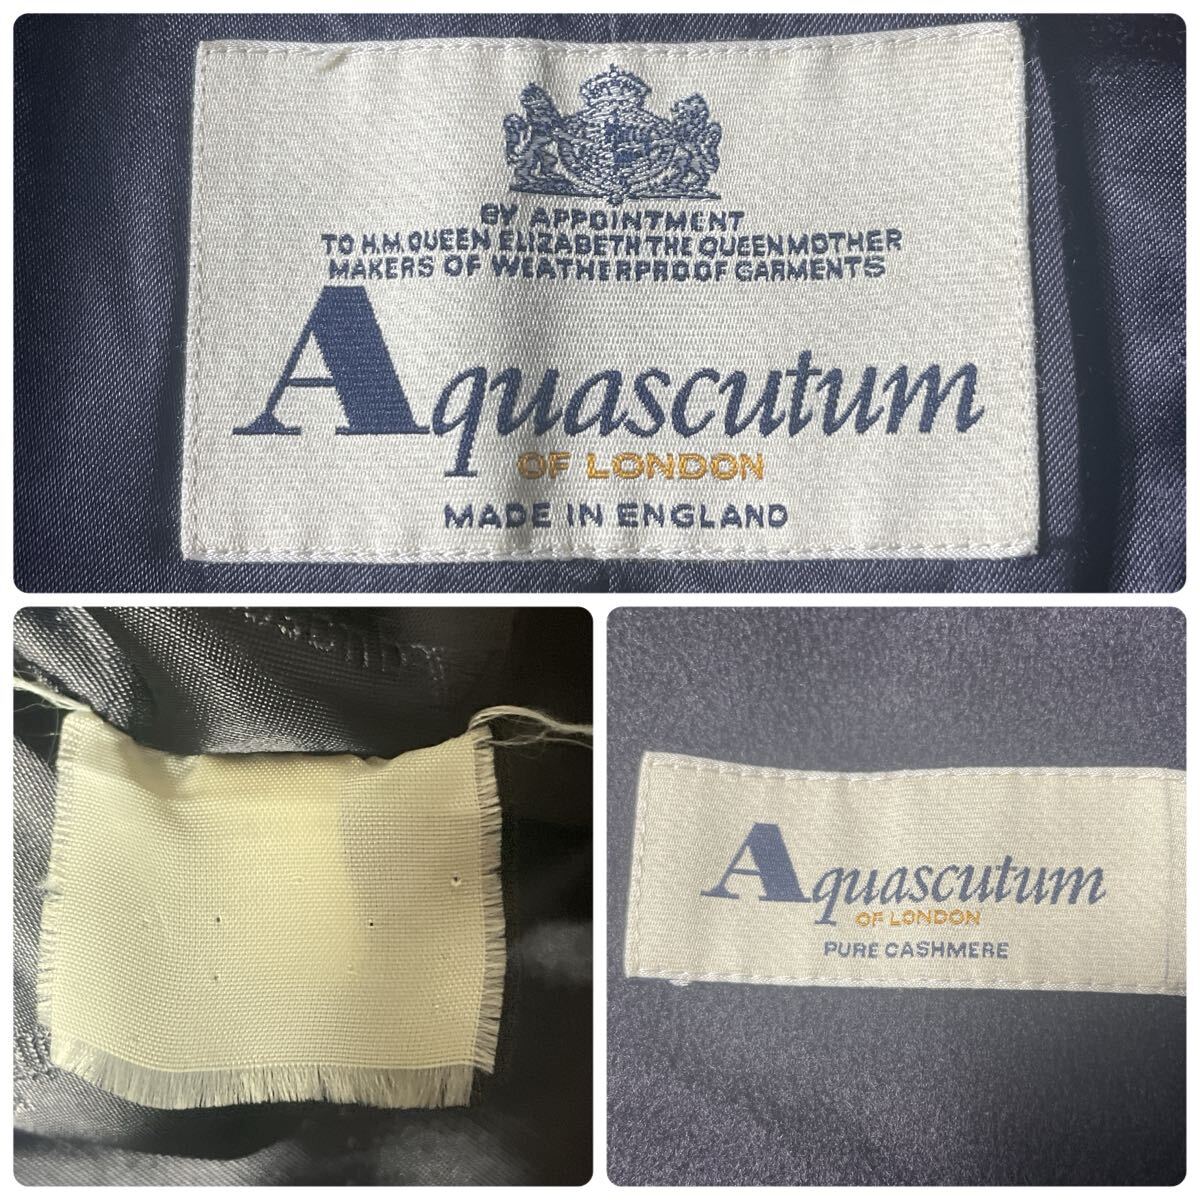 BY APPOINTMENT
TO H.M. QUEEN ELIZABETH THE QUEEN MOTHER
MAKERS OF WEATHERPROOF GARMENTS
Aquascutum
OF LONDON
MADE IN ENGLAND
Aquascutum
OF LONDON
PURE CASHMERE